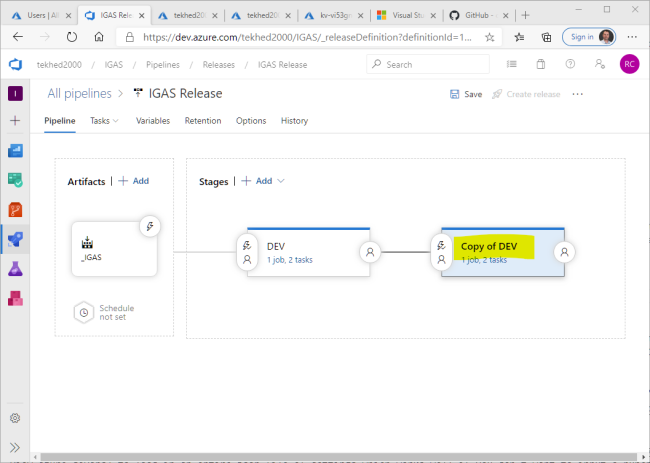 Users | Al
IGAS Relea
tekhed20
tekhed20
kv-vi53gr
Visual Stu
GitHub - 
https://dev.azure.com/tekhed2000/IGAS/_releaseDefinition?definitionId=1...
Sign in
tekhed2000 / IGAS / Pipelines / Releases / IGAS Release
Search
RC
I
All pipelines > IGAS Release
Save
Create release
...
Pipeline Tasks Variables Retention Options History
Artifacts | + Add
Stages | + Add
_IGAS
DEV
1 job, 2 tasks
Copy of DEV
1 job, 2 tasks
Schedule
not set